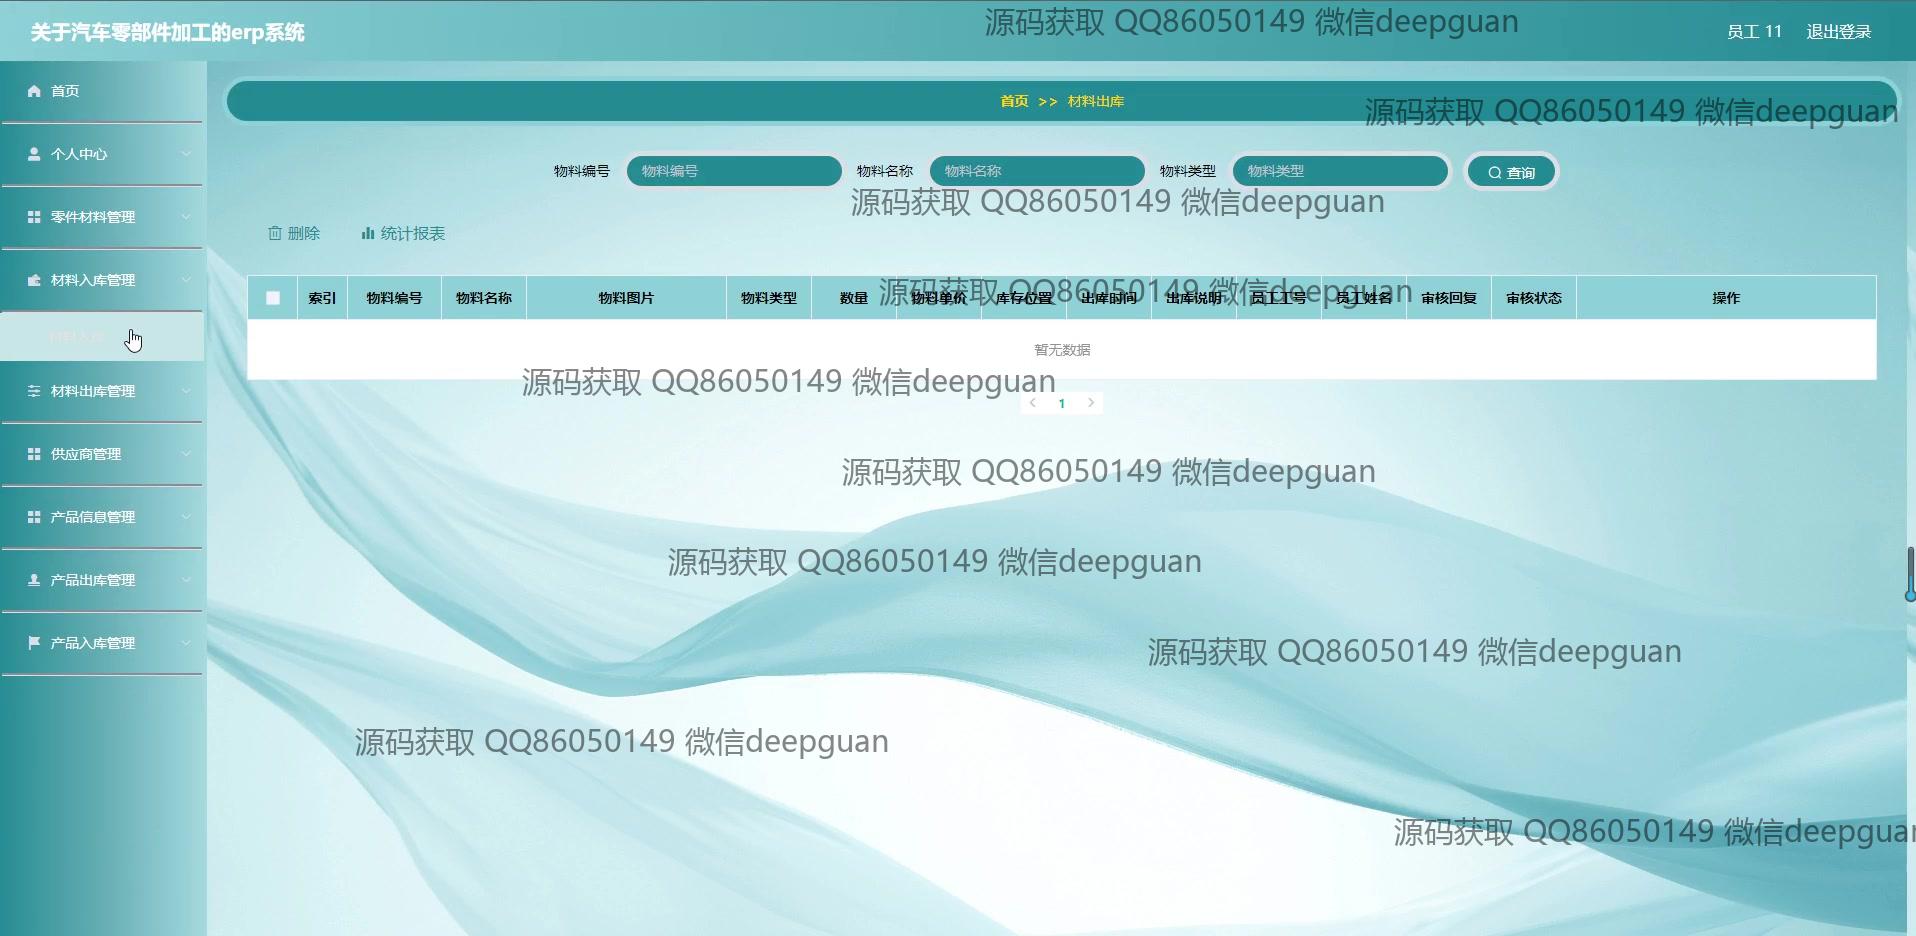 关于汽车零部件加工的erp系统
源码获取 QQ86050149 微信deepguan
员工 11 退出登录
首页
个人中心
零件材料管理
材料入库管理
材料入库
材料出库管理
供应商管理
产品信息管理
产品出库管理
产品入库管理
首页 >> 材料出库
源码获取 QQ86050149 微信deepguan
物料编号 物料编号 物料名称 物料名称 物料类型 物料类型 查询
源码获取 QQ86050149 微信deepguan
删除 统计报表
索引 物料编号 物料名称 物料图片 物料类型 数量 物料单价 库存位置 出库时间 出库说明 员工工号 员工姓名 审核回复 审核状态 操作
源码获取 QQ86050149 微信deepguan
暂无数据
源码获取 QQ86050149 微信deepguan
1
源码获取 QQ86050149 微信deepguan
源码获取 QQ86050149 微信deepguan
源码获取 QQ86050149 微信deepguan
源码获取 QQ86050149 微信deepguan
源码获取 QQ86050149 微信deepguan